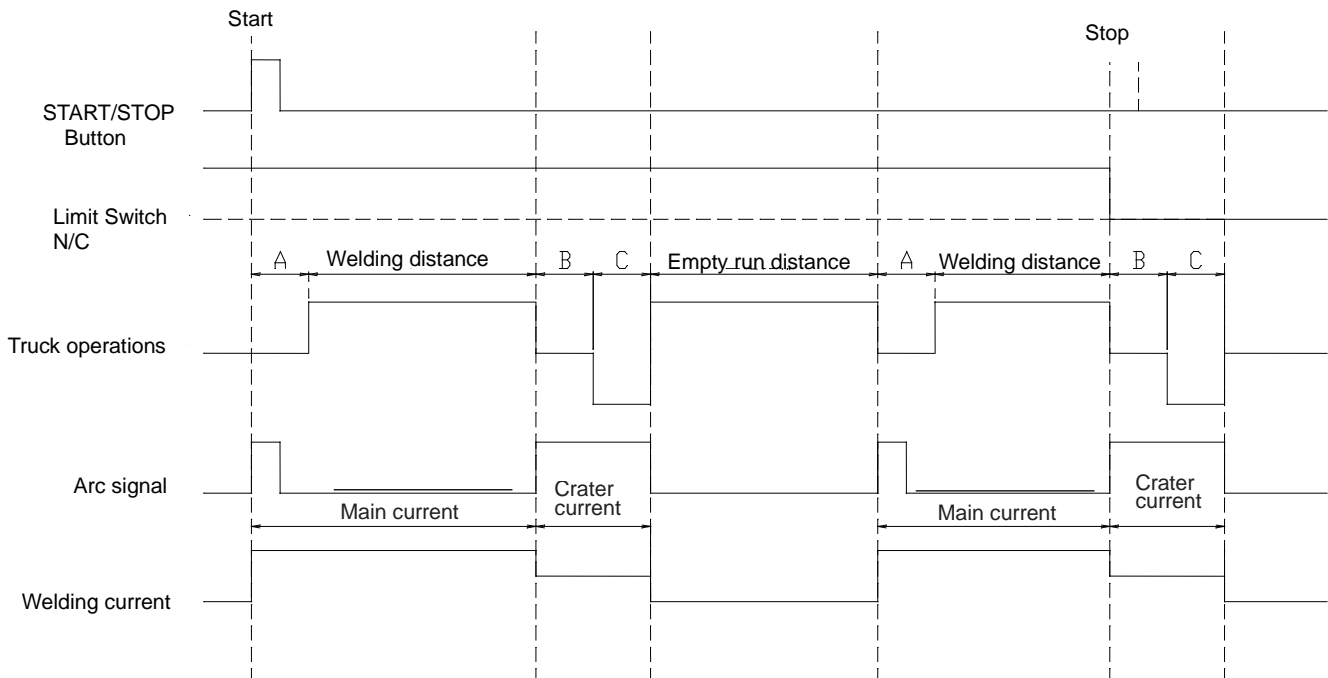 Start
Stop
START/STOP
Button
Limit Switch
N/C
A
Welding distance
B
C
Empty run distance
A
Welding distance
B
C
Truck operations
Arc signal
Main current
Crater
current
Main current
Crater
current
Welding current